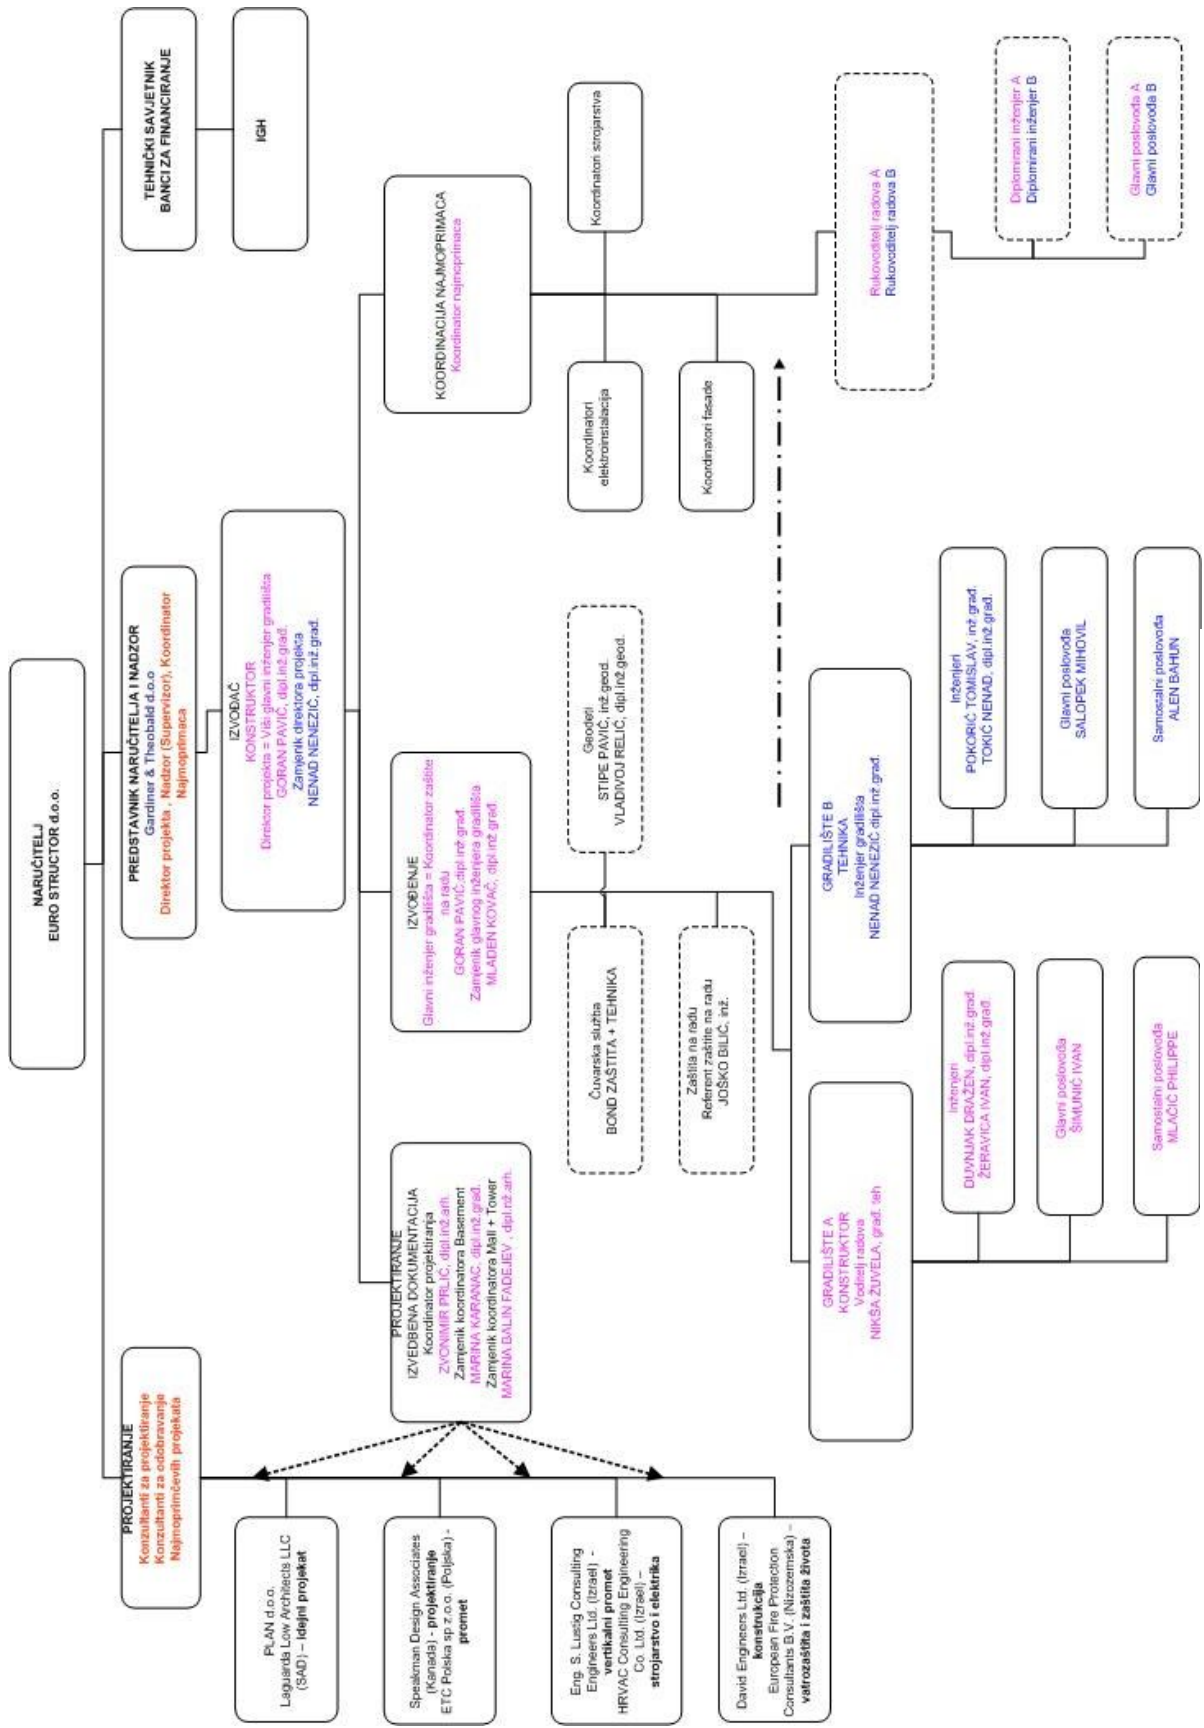 NARUČITELJ
EURO STRUCTOR d.o.o.
PROJEKTIRANJE
Konzultanti za projektiranje
Konzultanti za odobravanje
Najmoprimčevih projekata
PREDSTAVNIK NARUČITELJA I NADZOR
Gardiner & Theobald d.o.o
Direktor projekta , Nadzor (Supervizor), Koordinator
Najmoprimaca
TEHNIČKI SAVJETNIK
BANCI ZA FINANCIRANJE
IGH
IZVOĐAČ
KONSTRUKTOR
Direktor projekta = Viši glavni inženjer gradilišta
GORAN PAVIĆ, dipl.inž.građ.
Zamjenik direktora projekta
NENAD NENEZIĆ, dipl.inž.građ.
PLAN d.o.o.
Laguarda Low Architects LLC
(SAD) – idejni projekat
Speakman Design Associates
(Kanada) - projektiranje
ETC Polska sp z.o.o. (Poljska) -
promet
Eng. S. Lustig Consulting
Engineers Ltd. (Izrael) -
vertikalni promet
HRVAC Consulting Engineering
Co. Ltd. (Izrael) –
strojarstvo i elektrika
David Engineers Ltd. (Izrael) –
konstrukcija
European Fire Protection
Consultants B.V. (Nizozemska) –
vatrozaštita i zaštita života
PROJEKTIRANJE
IZVEDBENA DOKUMENTACIJA
Koordinator projektiranja
ZVONIMIR PRLIĆ, dipl.inž.arh.
Zamjenik koordinatora Basement
MARINA KARANAC, dipl.inž.građ.
Zamjenik koordinatora Mall + Tower
MARINA BALIN FADEJEV , dipl.inž.arh.
IZVOĐENJE
Glavni inženjer gradilišta = Koordinator zaštite
na radu
GORAN PAVIĆ,dipl.inž.građ.
Zamjenik glavnog inženjera gradilišta
MLADEN KOVAČ, dipl.inž.građ.
KOORDINACIJA NAJMOPRIMACA
Koordinator najmoprimaca
Čuvarska služba
BOND ZAŠTITA + TEHNIKA
Geodeti
STIPE PAVIĆ, inž.geod.
VLADIVOJ RELIĆ, dipl.inž.geod.
Zaštita na radu
Referent zaštite na radu
JOŠKO BILIĆ, inž.
Koordinatori
elektroinstalacija
Koordinatori strojarstva
Koordinatori fasade
GRADILIŠTE A
KONSTRUKTOR
Voditelj radova
NIKŠA ŽUVELA, građ. teh
GRADILIŠTE B
TEHNIKA
Inženjer gradilišta
NENAD NENEZIĆ dipl.inž.građ.
Rukovoditelj radova A
Rukovoditelj radova B
Inženjeri
DUVNJAK DRAŽEN, dipl.inž.građ.
ŽERAVICA IVAN, dipl.inž.građ.
Glavni poslovođa
ŠIMUNIĆ IVAN
Samostalni poslovođa
MLAČIĆ PHILIPPE
Inženjeri
POKORIĆ TOMISLAV, inž.građ.
TOKIĆ NENAD, dipl.inž.građ.
Glavni poslovođa
SALOPEK MIHOVIL
Samostalni poslovođa
ALEN BAHUN
Diplomirani inženjer A
Diplomirani inženjer B
Glavni poslovođa A
Glavni poslovođa B